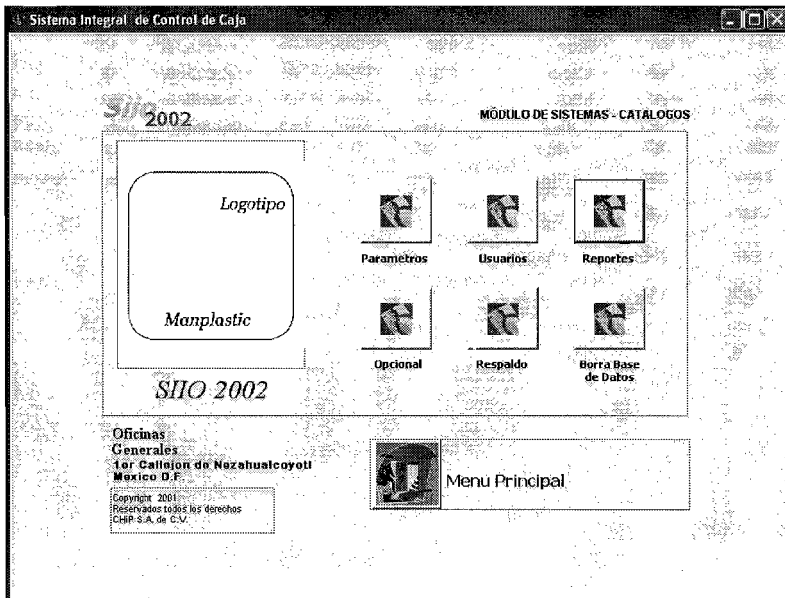 Sistema Integral de Control de Caja
SIIO
2002
MÓDULO DE SISTEMAS - CATALOGOS
Logotipo
Manplastic
SIIO 2002
Parametros
Usuarios
Reportes
Opcional
Respaldo
Borra Base
de Datos
Oficinas
Generales
1er Callejon de Nezahualcoyotl
Mexico D.F
Copyright 2001
Reservados todos los derechos
CHiP S.A. de C.V.
Menu Principal